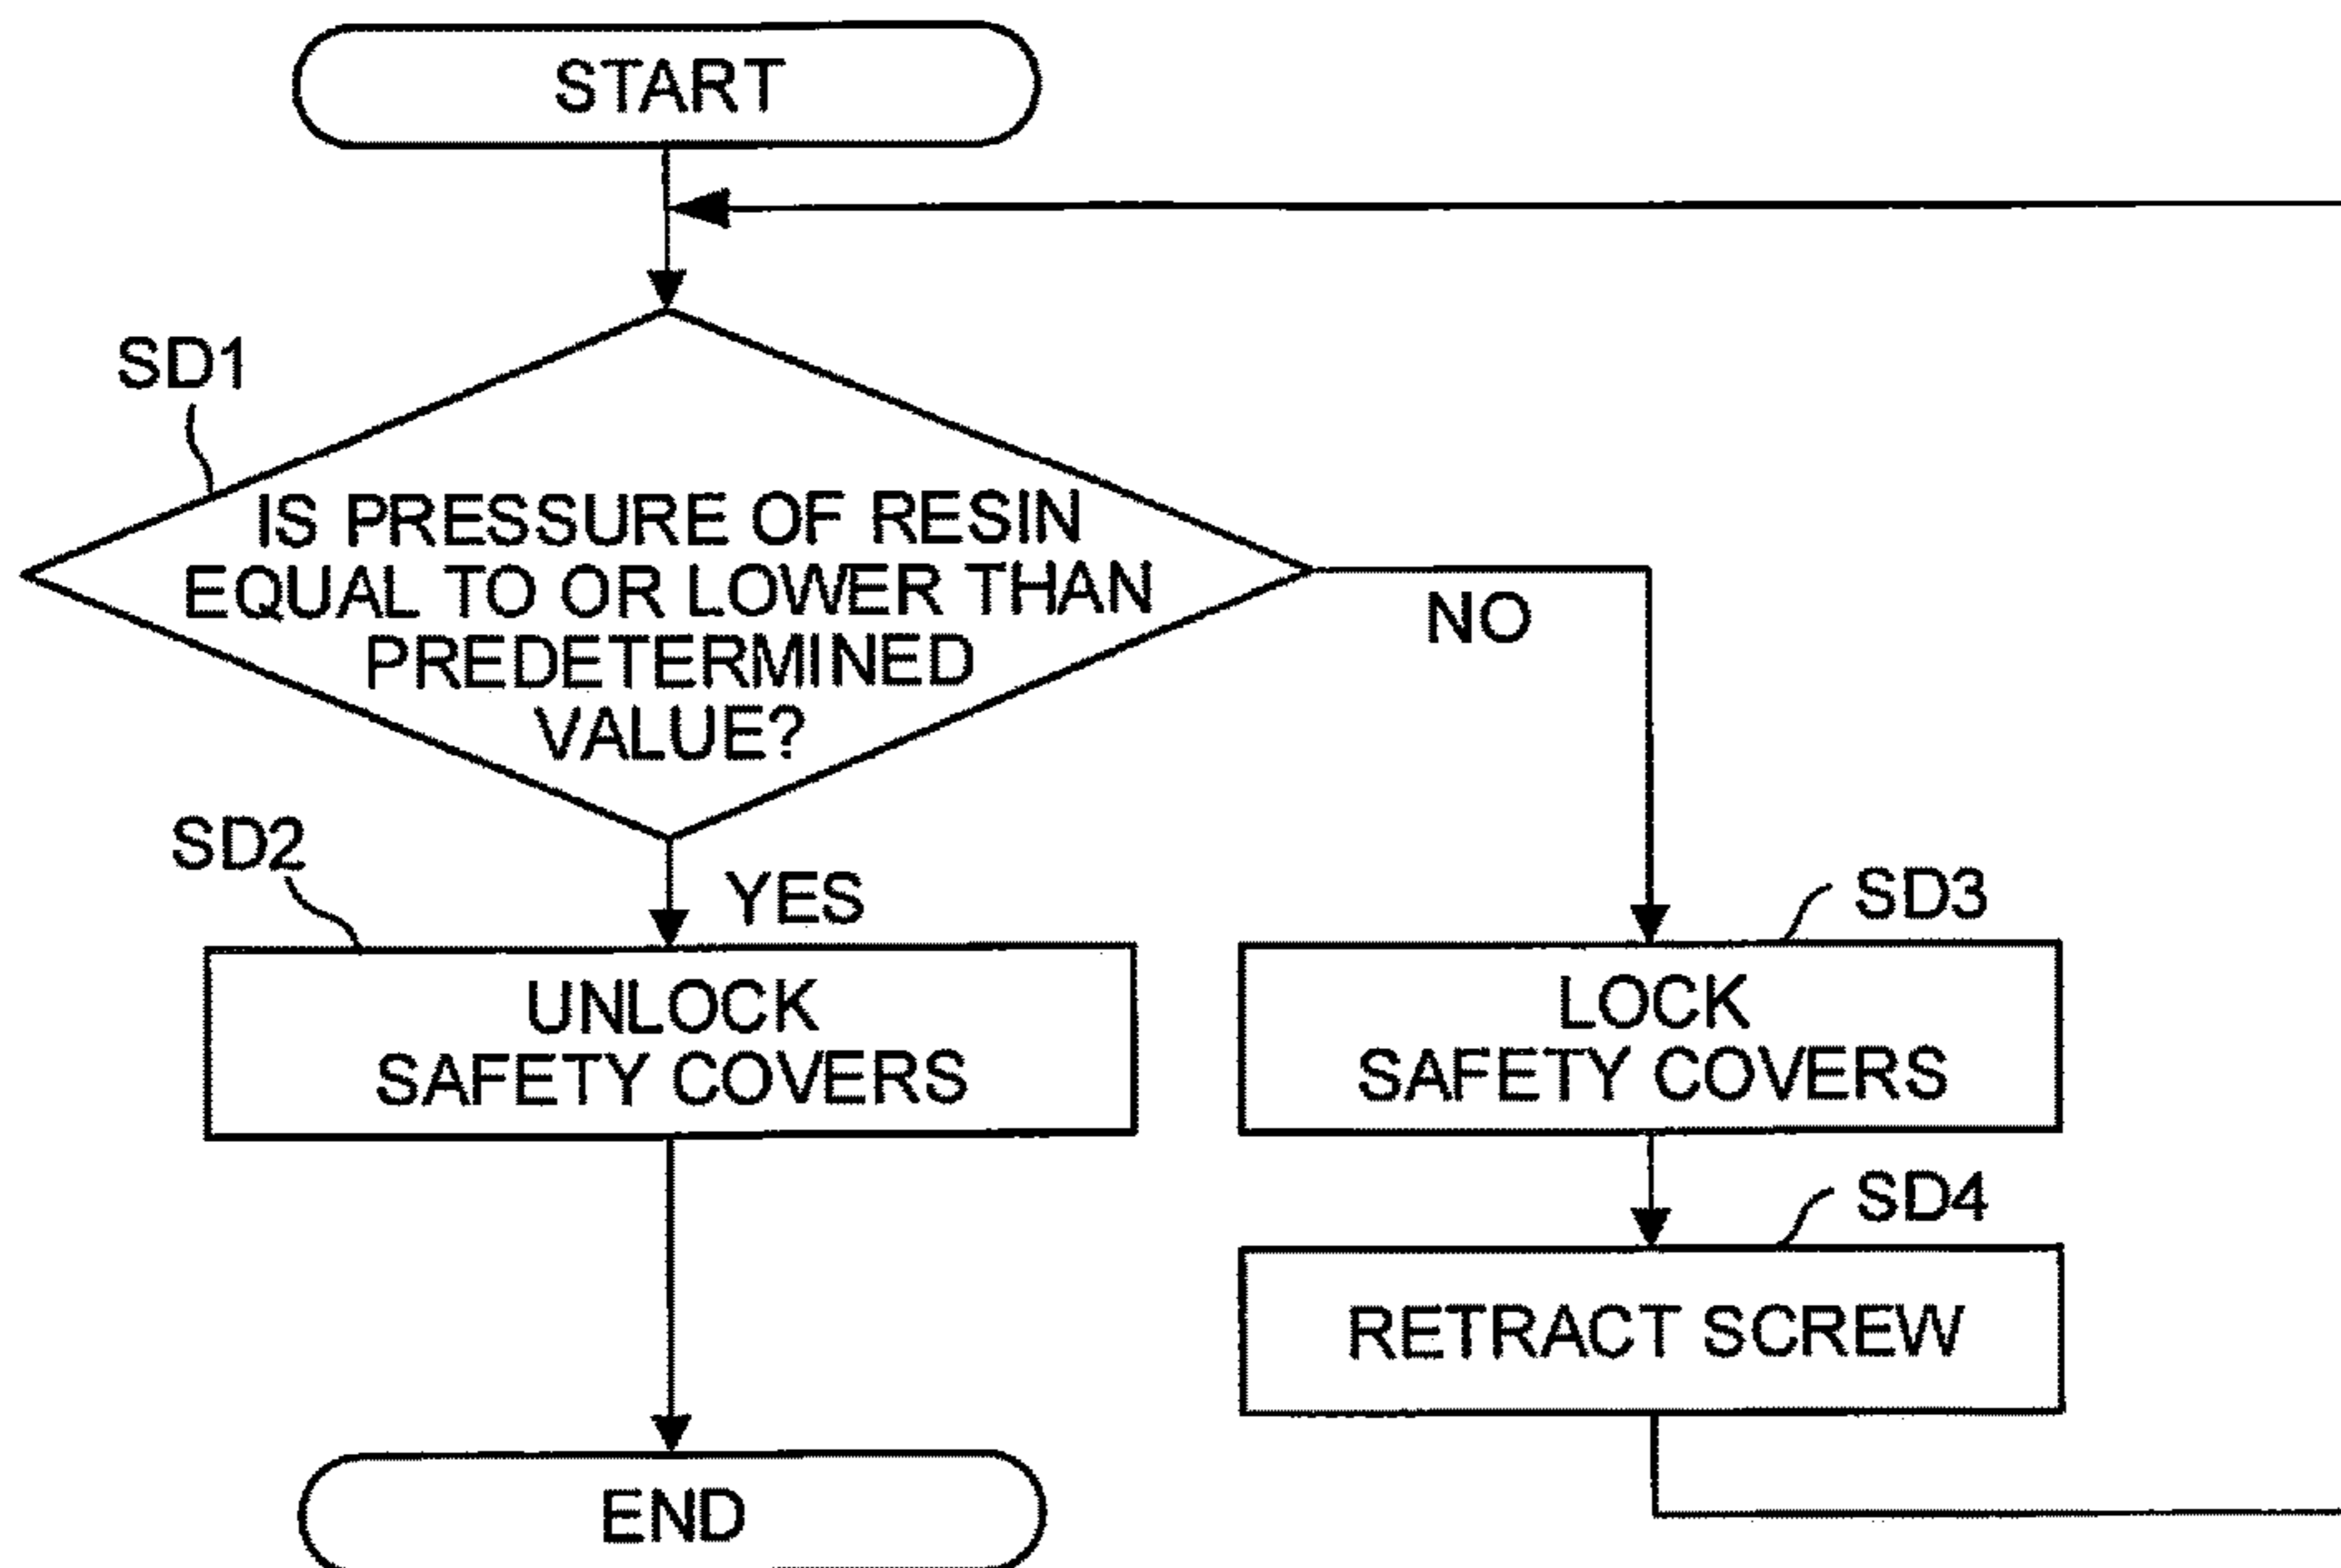 START
SD1
IS PRESSURE OF RESIN
EQUAL TO OR LOWER THAN
PREDETERMINED
VALUE?
NO
SD2
YES
UNLOCK
SAFETY COVERS
SD3
LOCK
SAFETY COVERS
SD4
RETRACT SCREW
END